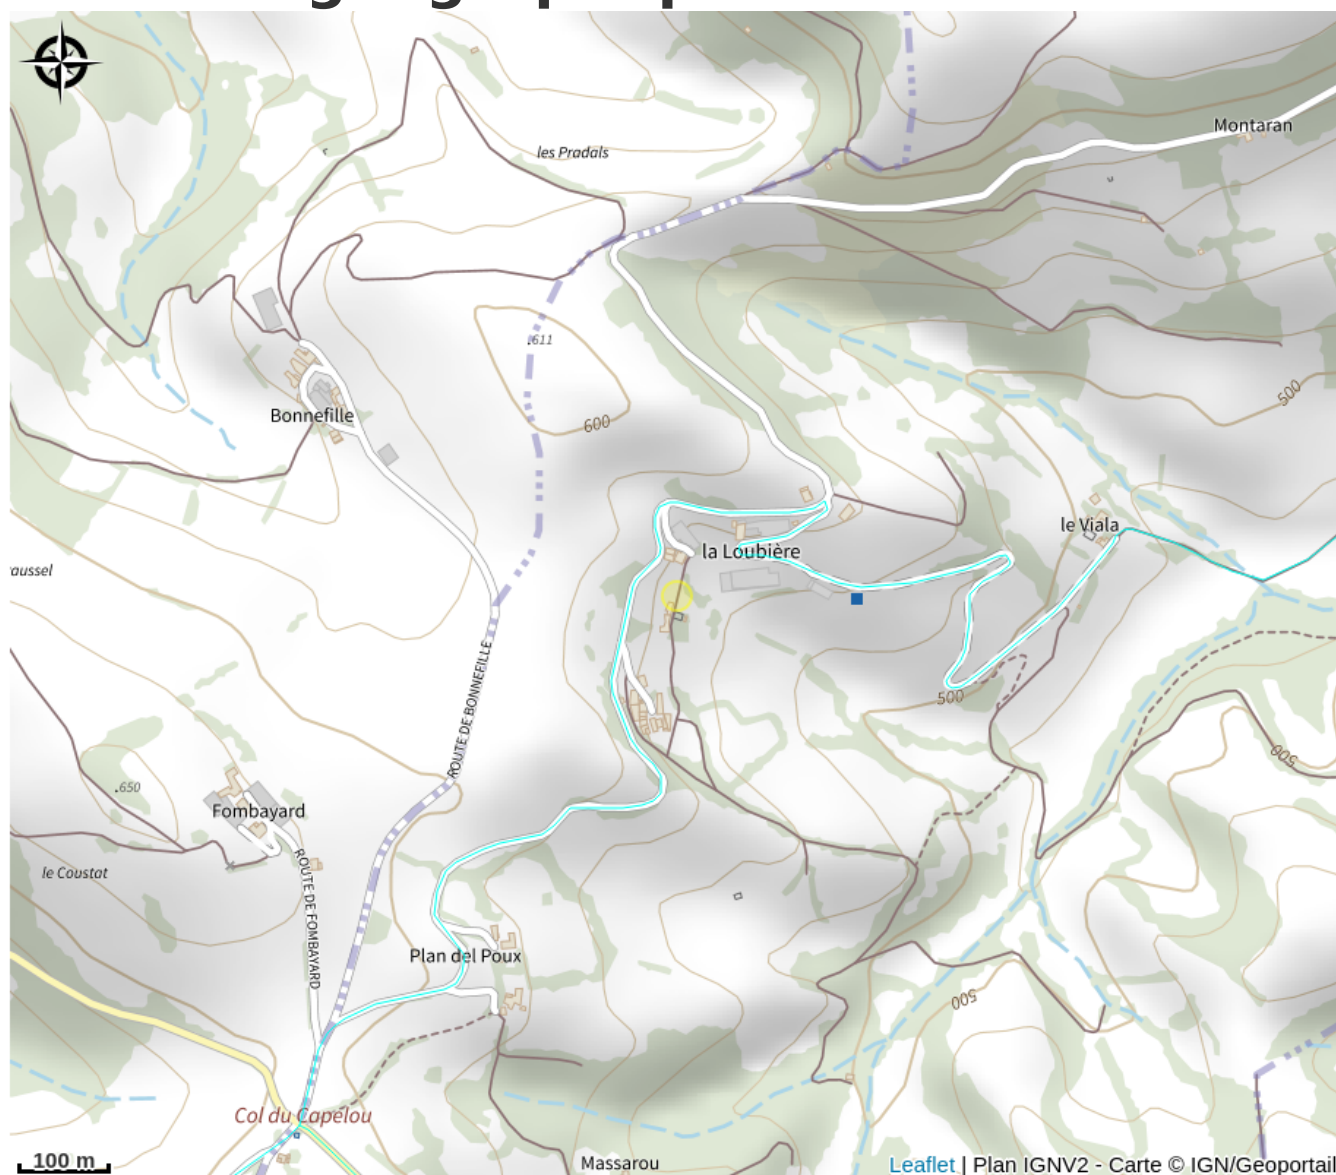 Montaran
les Pradals
.611
500
600
Bonnefille
le Viala
la Loubière
aussel
ROUTE DE BONNEFILLE
500
500
.650
Fombayard
le Coustat
ROUTE DE FOMBAYARD
Plan del Poux
500
Col du Capelou
Massarou
100 m
Leaflet | Plan IGNV2 - Carte © IGN/Geoportail